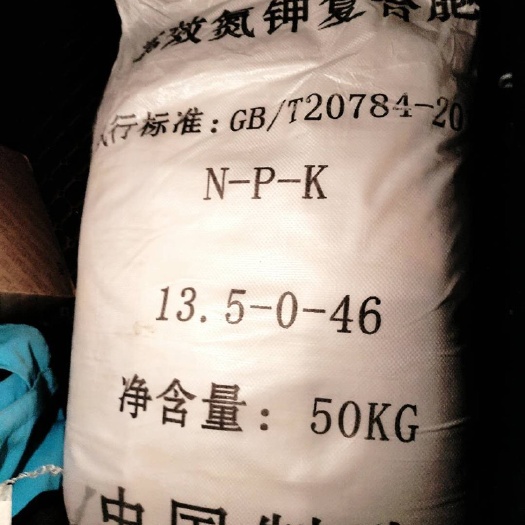 效氮钾复合肥
行标准：GB/T20784-20
N-P-K
13.5-0-46
净含量：50KG
中国制